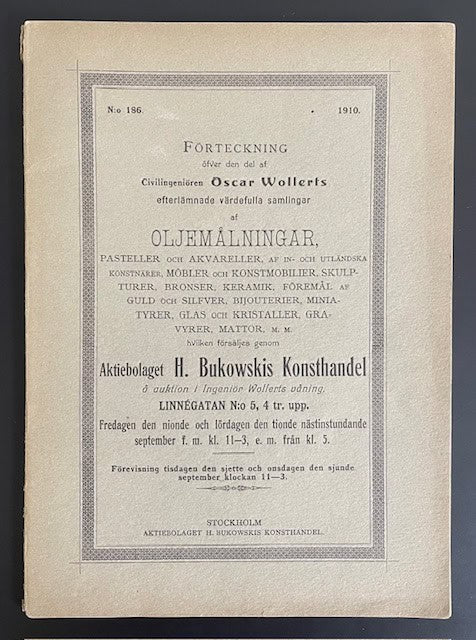 N:o 186. 1910.
FÖRTECKNING
öfver den del af
Civilingeniören Oscar Wollerts
efterlämnade värdefulla samlingar
af
OLJEMÅLNINGAR,
PASTELLER OCH AKVARELLER, AF IN- OCH UTLÄNDSKA
KONSTNÄRER, MÖBLER OCH KONSTMOBILIER, SKULP-
TURER, BRONSER, KERAMIK, FÖREMÅL AF
GULD OCH SILFVER, BIJOUTERIER, MINIA-
TYRER, GLAS OCH KRISTALLER, GRA-
VYRER, MATTOR, M. M.
hvilken försäljes genom
Aktiebolaget H. Bukowskis Konsthandel
å auktion i Ingeniör Wollerts våning,
LINNÉGATAN N:o 5, 4 tr. upp.
Fredagen den nionde och lördagen den tionde nästinstundande
september f. m. kl. 11—3, e. m. från kl. 5.
Förevisning tisdagen den sjette och onsdagen den sjunde
september klockan 11—3.
STOCKHOLM
AKTIEBOLAGET H. BUKOWSKIS KONSTHANDEL.